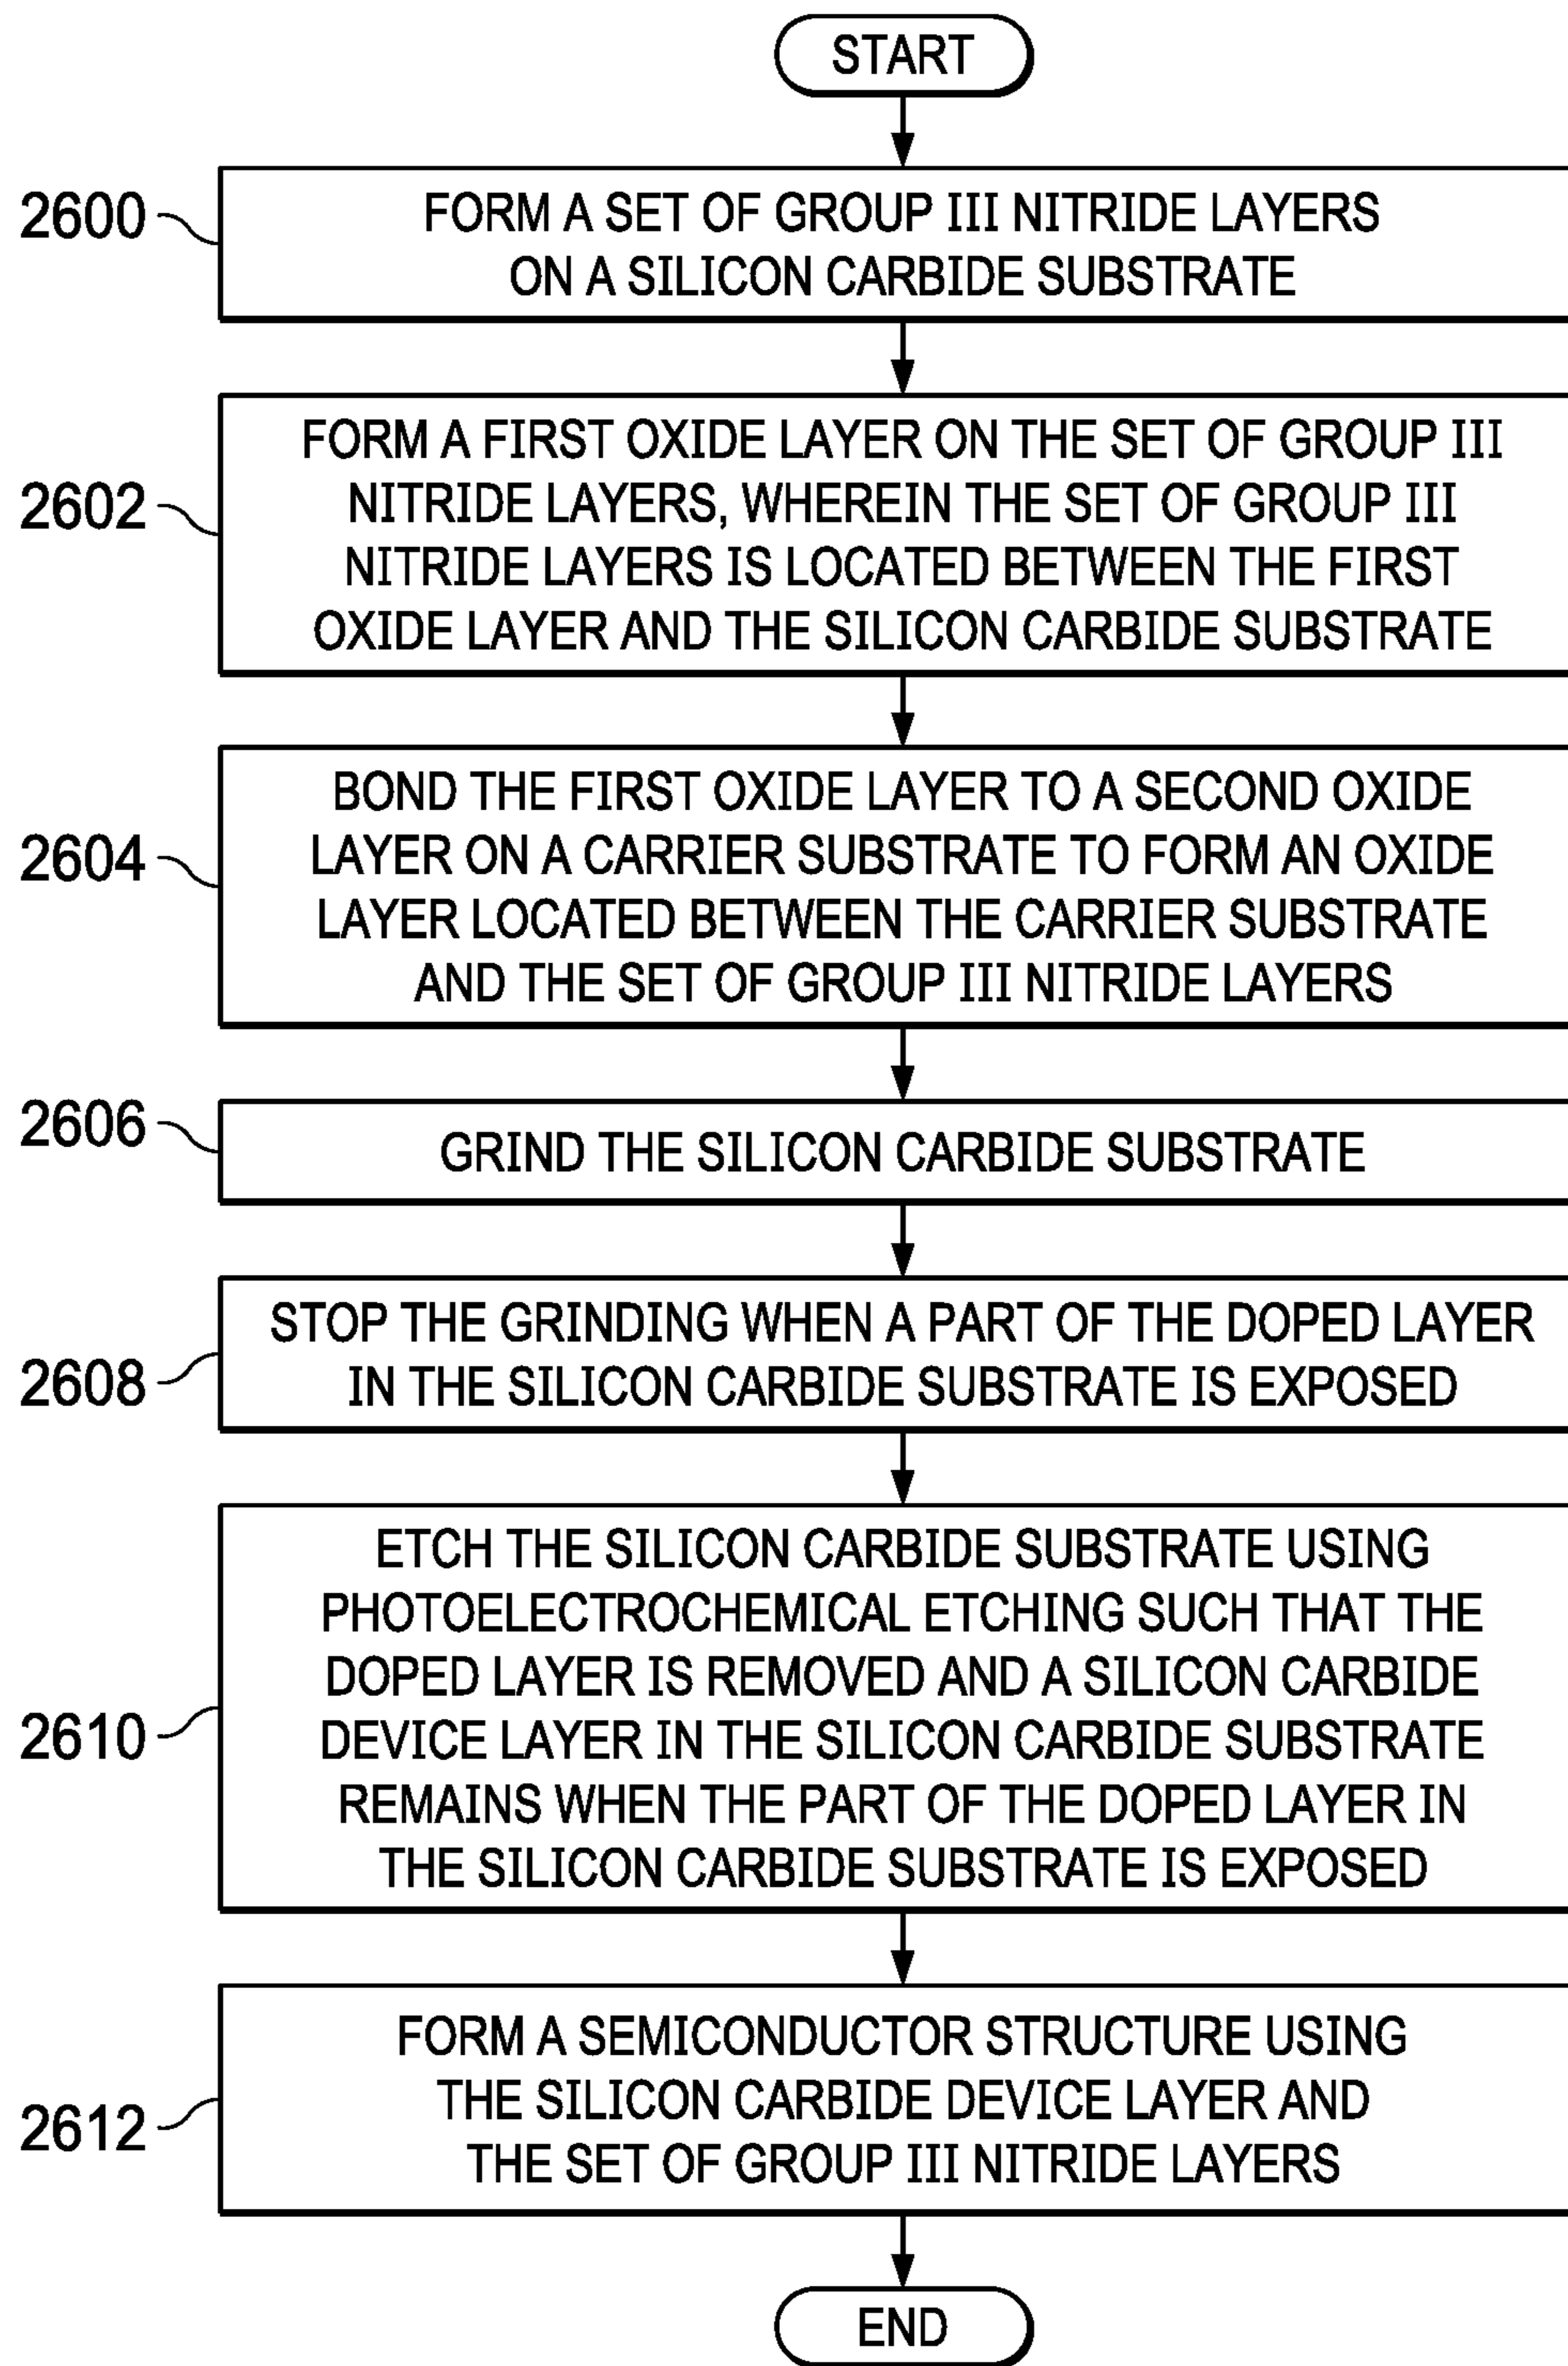 START
2600
FORM A SET OF GROUP III NITRIDE LAYERS
ON A SILICON CARBIDE SUBSTRATE
2602
FORM A FIRST OXIDE LAYER ON THE SET OF GROUP III
NITRIDE LAYERS, WHEREIN THE SET OF GROUP III
NITRIDE LAYERS IS LOCATED BETWEEN THE FIRST
OXIDE LAYER AND THE SILICON CARBIDE SUBSTRATE
2604
BOND THE FIRST OXIDE LAYER TO A SECOND OXIDE
LAYER ON A CARRIER SUBSTRATE TO FORM AN OXIDE
LAYER LOCATED BETWEEN THE CARRIER SUBSTRATE
AND THE SET OF GROUP III NITRIDE LAYERS
2606
GRIND THE SILICON CARBIDE SUBSTRATE
2608
STOP THE GRINDING WHEN A PART OF THE DOPED LAYER
IN THE SILICON CARBIDE SUBSTRATE IS EXPOSED
2610
ETCH THE SILICON CARBIDE SUBSTRATE USING
PHOTOELECTROCHEMICAL ETCHING SUCH THAT THE
DOPED LAYER IS REMOVED AND A SILICON CARBIDE
DEVICE LAYER IN THE SILICON CARBIDE SUBSTRATE
REMAINS WHEN THE PART OF THE DOPED LAYER IN
THE SILICON CARBIDE SUBSTRATE IS EXPOSED
2612
FORM A SEMICONDUCTOR STRUCTURE USING
THE SILICON CARBIDE DEVICE LAYER AND
THE SET OF GROUP III NITRIDE LAYERS
END